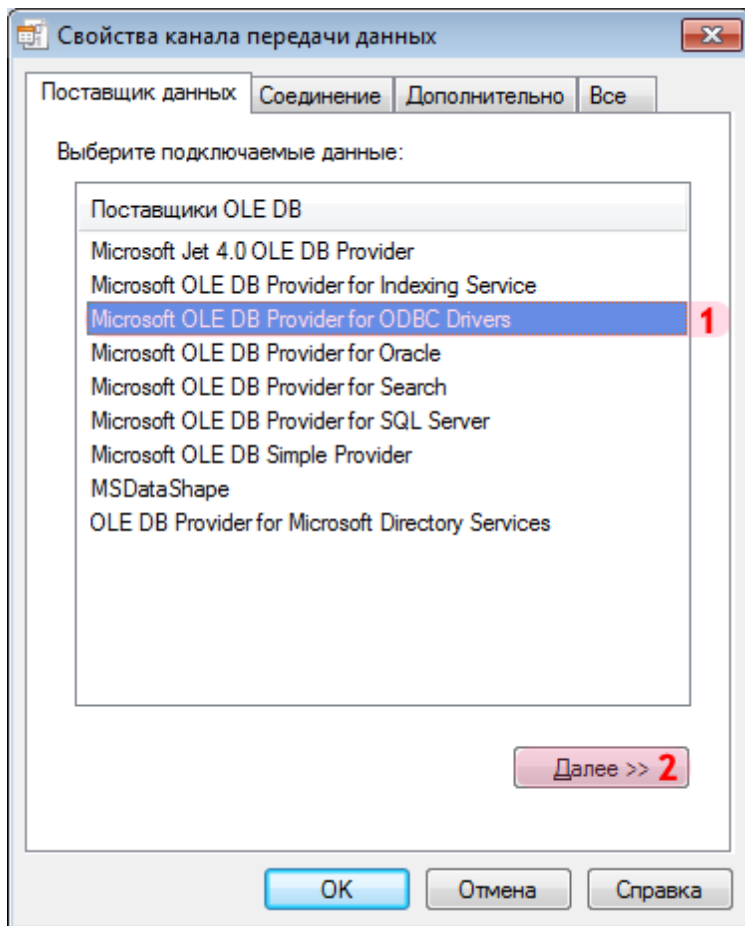 Свойства канала передачи данных
Поставщик данных Соединение Дополнительно Все
Выберите подключаемые данные:
Поставщики OLE DB
Microsoft Jet 4.0 OLE DB Provider
Microsoft OLE DB Provider for Indexing Service
Microsoft OLE DB Provider for ODBC Drivers 1
Microsoft OLE DB Provider for Oracle
Microsoft OLE DB Provider for Search
Microsoft OLE DB Provider for SQL Server
Microsoft OLE DB Simple Provider
MSDataShape
OLE DB Provider for Microsoft Directory Services
Далее >> 2
OK Отмена Справка